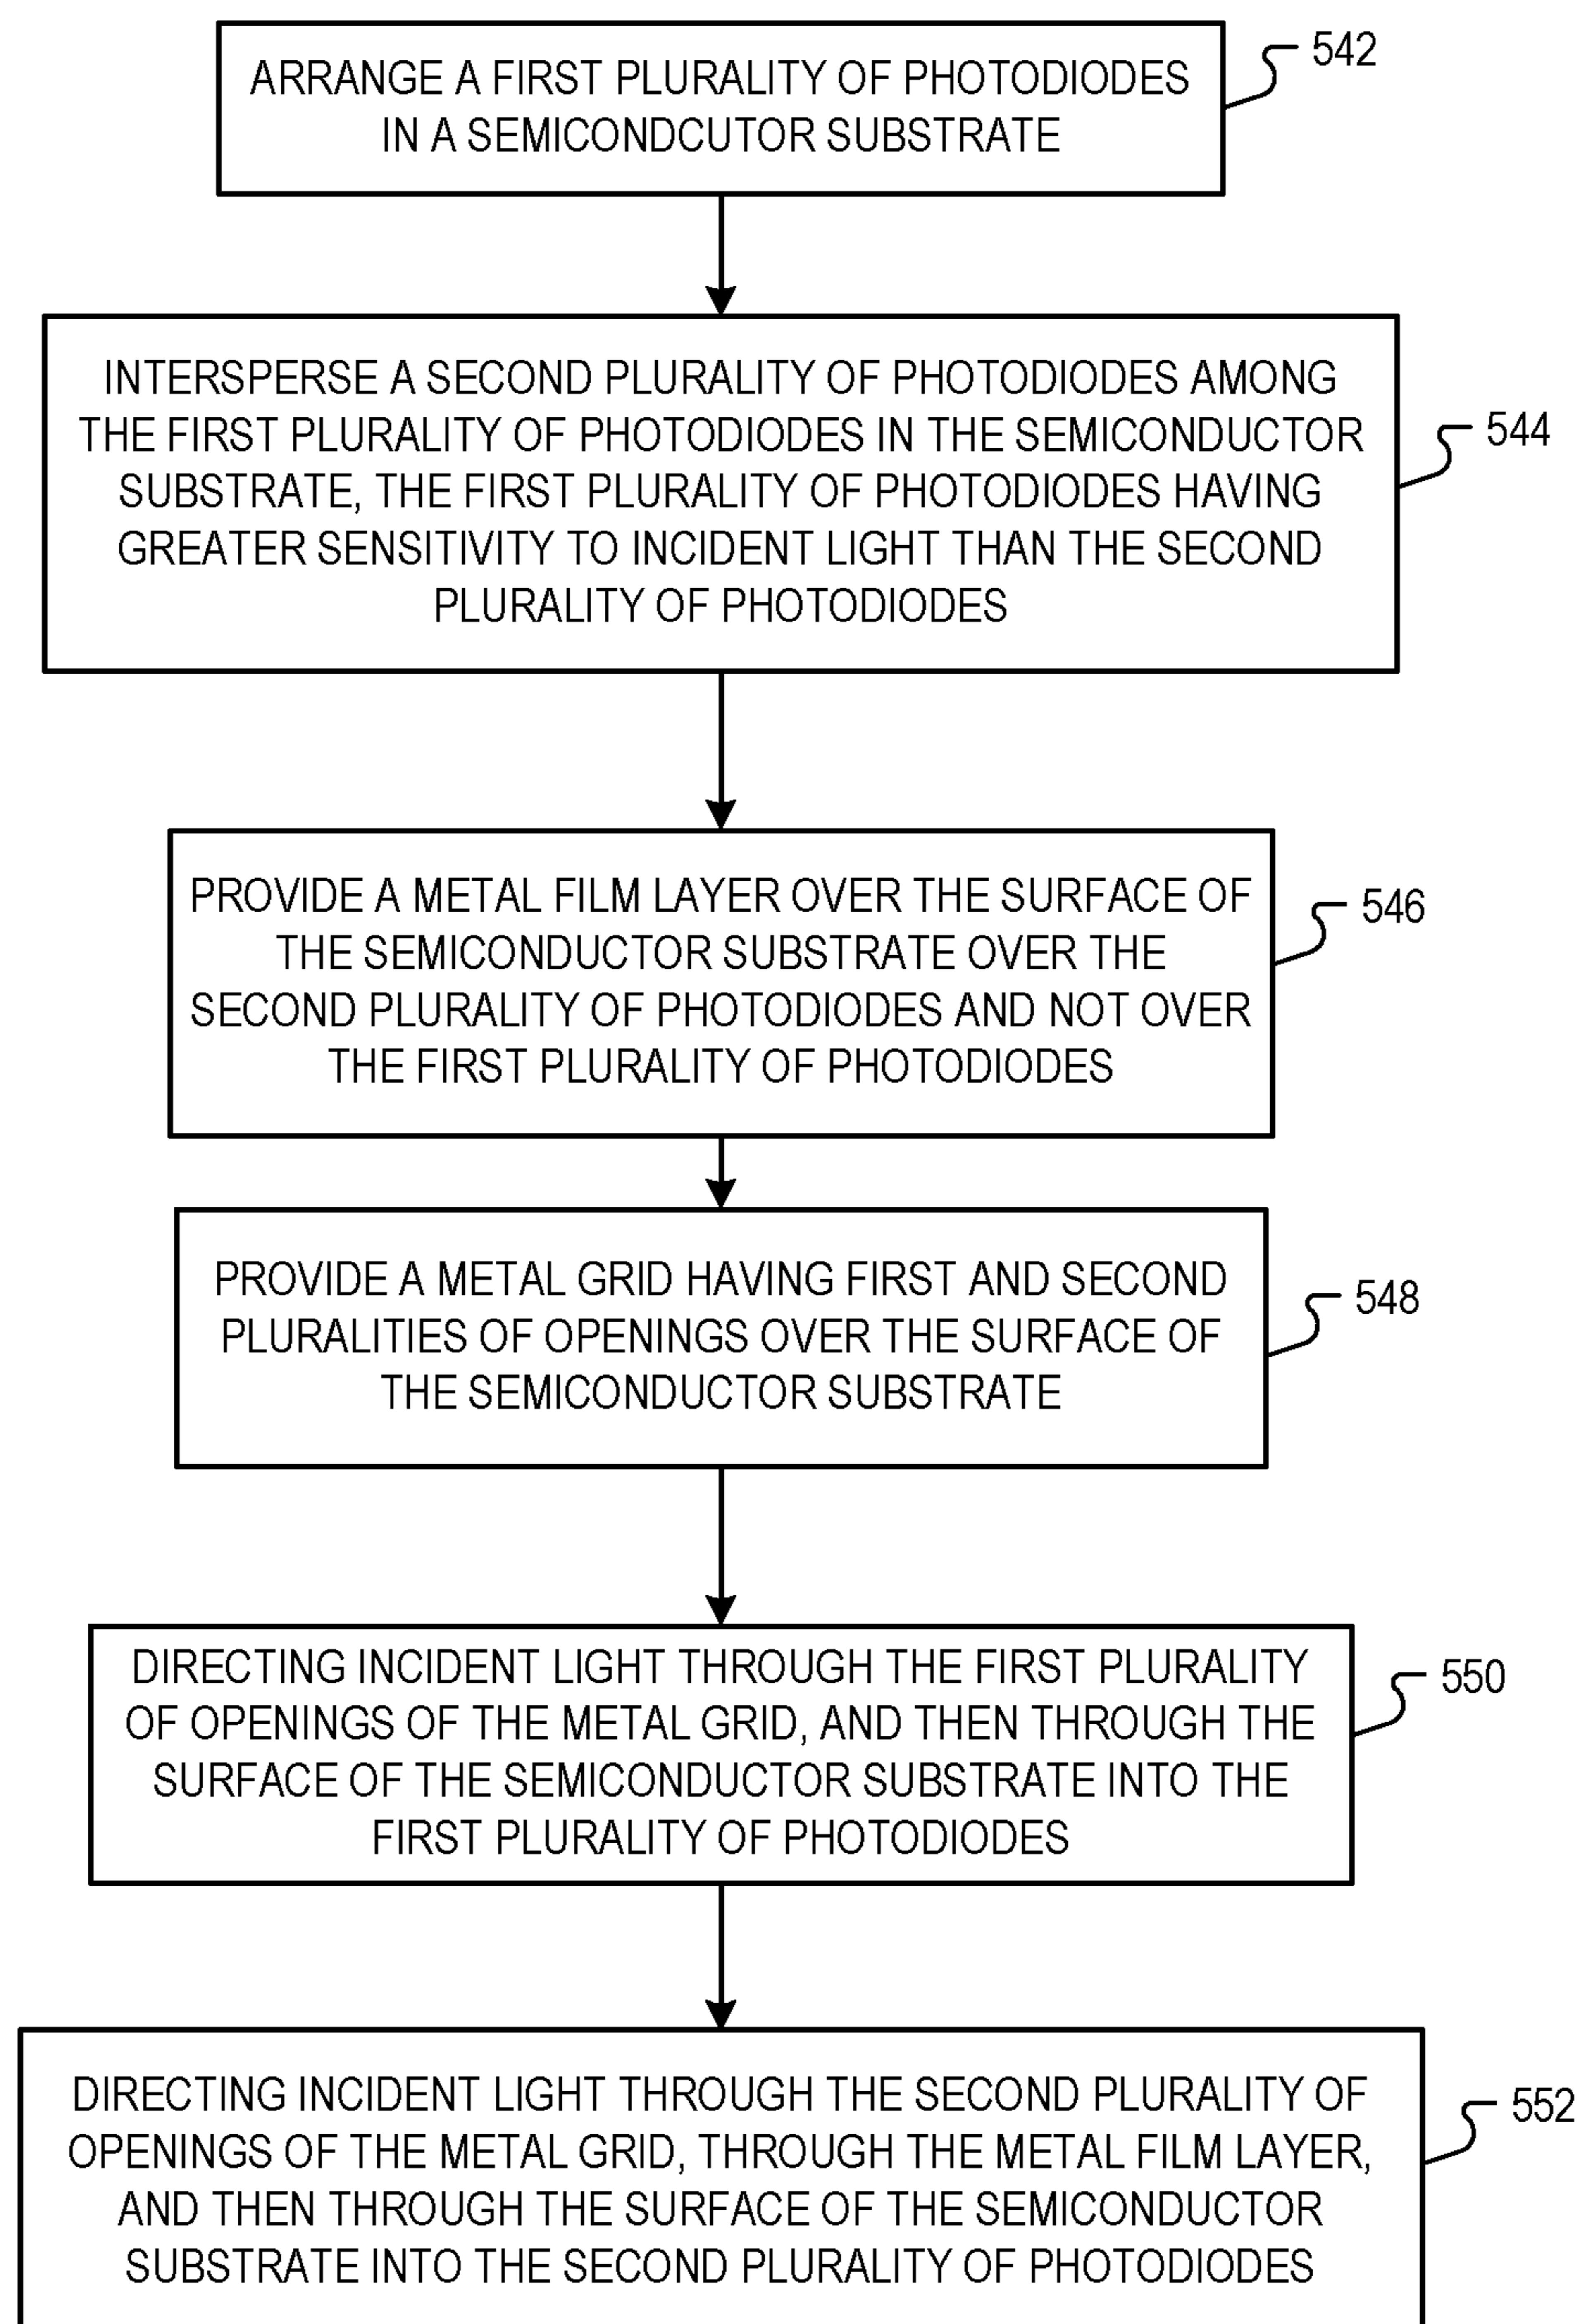 ARRANGE A FIRST PLURALITY OF PHOTODIODES
IN A SEMICONDCUTOR SUBSTRATE
542
INTERSPERSE A SECOND PLURALITY OF PHOTODIODES AMONG
THE FIRST PLURALITY OF PHOTODIODES IN THE SEMICONDUCTOR
SUBSTRATE, THE FIRST PLURALITY OF PHOTODIODES HAVING
GREATER SENSITIVITY TO INCIDENT LIGHT THAN THE SECOND
PLURALITY OF PHOTODIODES
544
PROVIDE A METAL FILM LAYER OVER THE SURFACE OF
THE SEMICONDUCTOR SUBSTRATE OVER THE
SECOND PLURALITY OF PHOTODIODES AND NOT OVER
THE FIRST PLURALITY OF PHOTODIODES
546
PROVIDE A METAL GRID HAVING FIRST AND SECOND
PLURALITIES OF OPENINGS OVER THE SURFACE OF
THE SEMICONDUCTOR SUBSTRATE
548
DIRECTING INCIDENT LIGHT THROUGH THE FIRST PLURALITY
OF OPENINGS OF THE METAL GRID, AND THEN THROUGH THE
SURFACE OF THE SEMICONDUCTOR SUBSTRATE INTO THE
FIRST PLURALITY OF PHOTODIODES
550
DIRECTING INCIDENT LIGHT THROUGH THE SECOND PLURALITY OF
OPENINGS OF THE METAL GRID, THROUGH THE METAL FILM LAYER,
AND THEN THROUGH THE SURFACE OF THE SEMICONDUCTOR
SUBSTRATE INTO THE SECOND PLURALITY OF PHOTODIODES
552